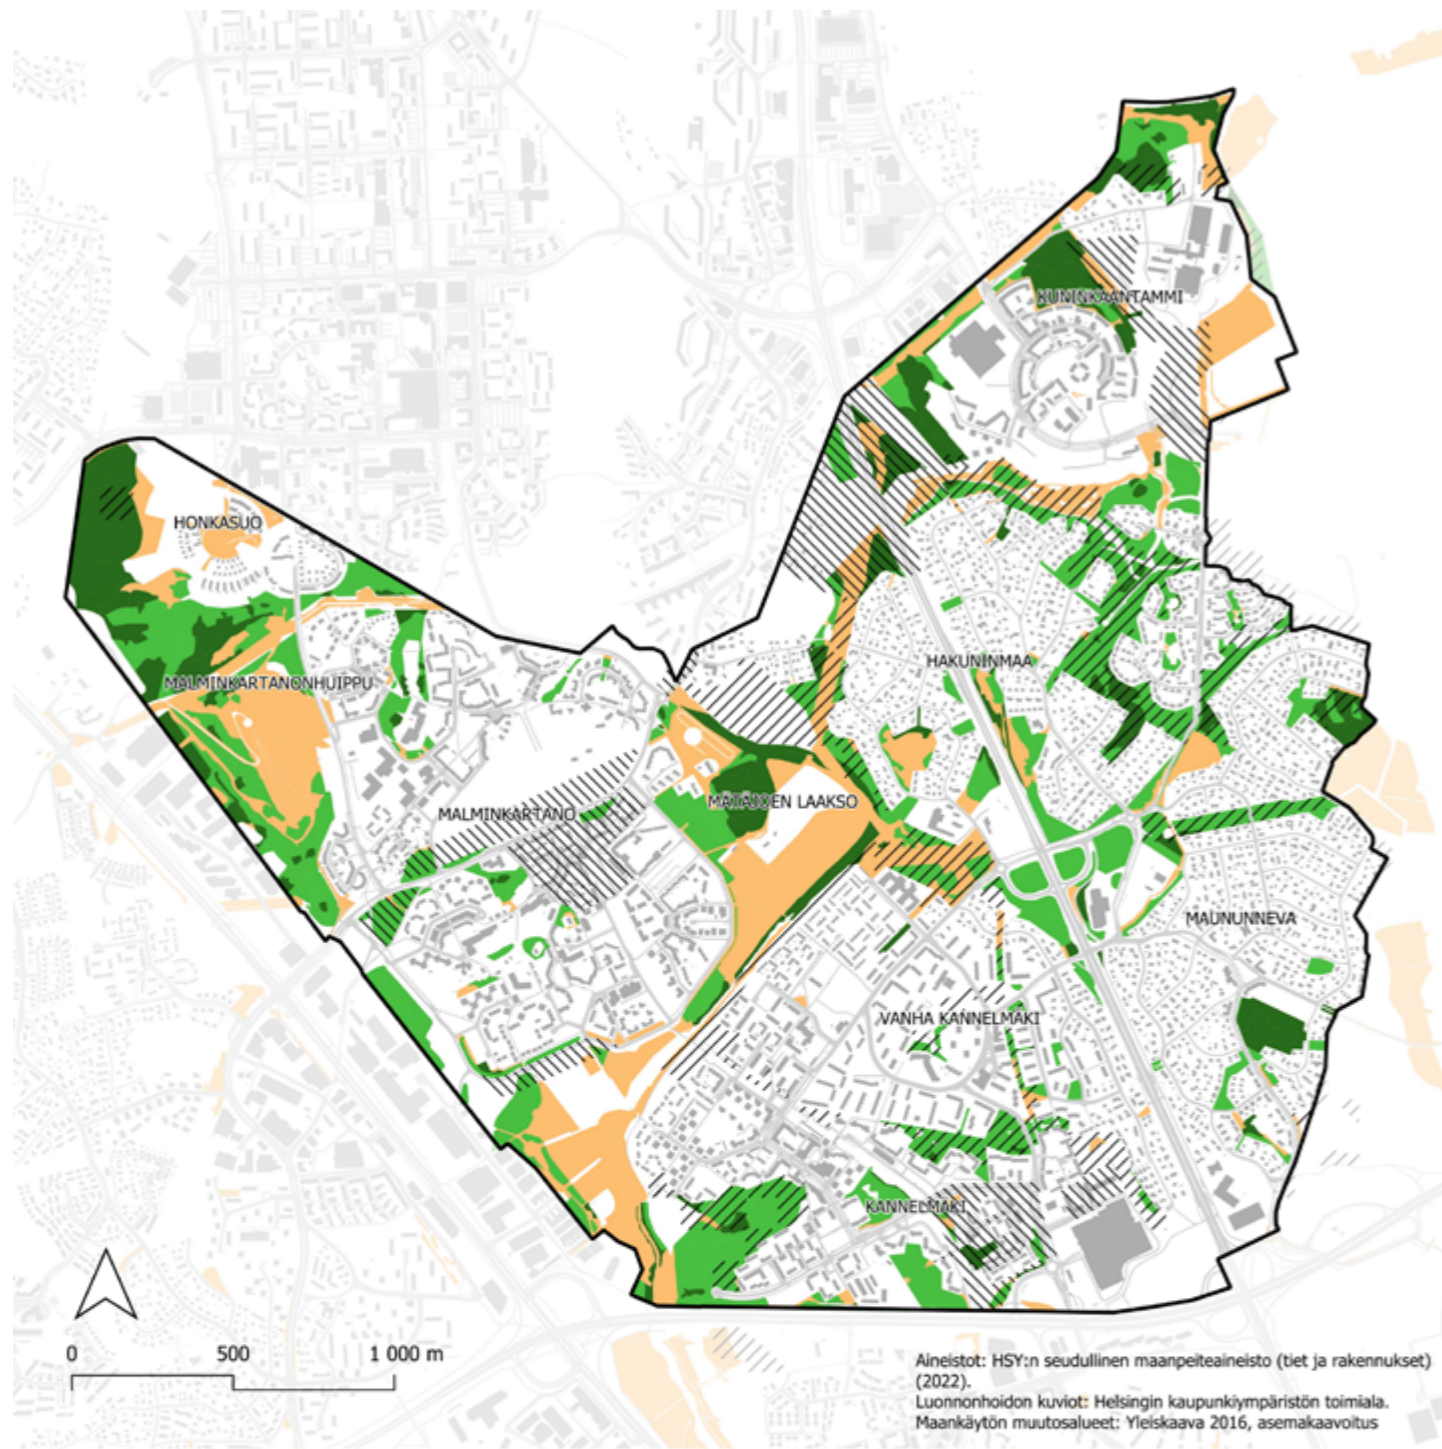 KUNINKAANTAMMI
HONKASUO
HAKUNINMAA
MALMINKARTANONHUIPPU
MÄTÄJOEN LAAKSO
MALMINKARTANO
MAUNUNNEVA
VANHA KANNELMÄKI
KANNELMÄKI
0 500 1 000 m
Aineistot: HSY:n seudullinen maanpeiteaineisto (tiet ja rakennukset)
(2022).
Luonnonhoidon kuviot: Helsingin kaupunkiympäristön toimiala.
Maankäytön muutosalueet: Yleiskaava 2016, asemakaavoitus